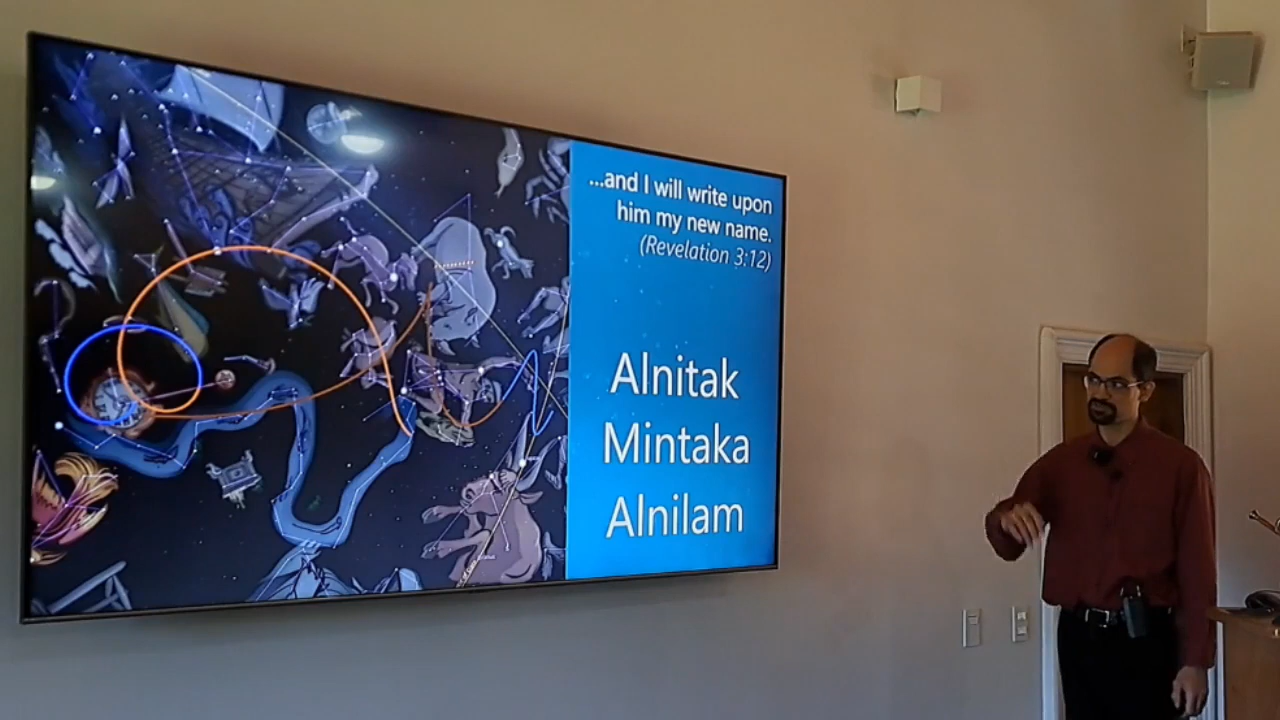 ...and I will write upon
him my new name.
(Revelation 3:12)
Alnitak
Mintaka
Alnilam